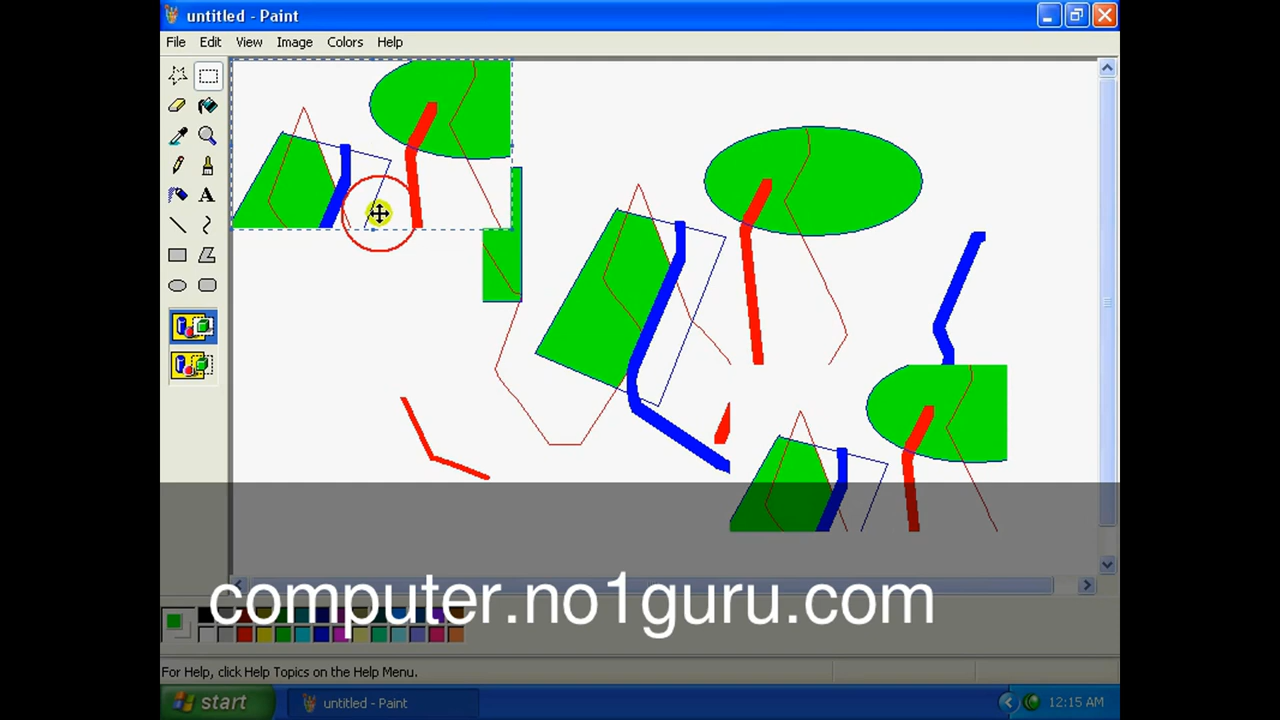 untitled - Paint
File Edit View Image Colors Help
A
computer.no1guru.com
For Help, click Help Topics on the Help Menu.
start untitled - Paint 12:15 AM